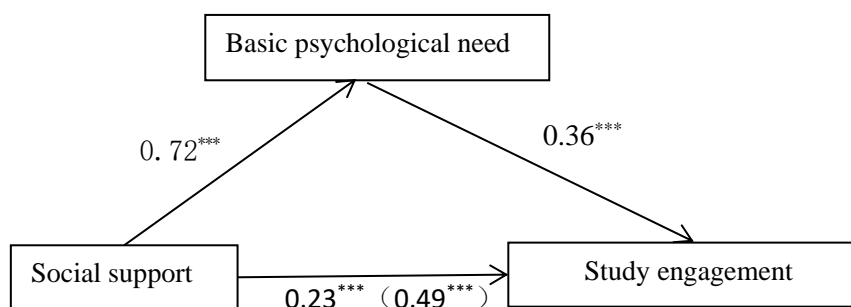 Basic psychological need
0.72***
0.36***
Social support
Study engagement
0.23***（0.49***）